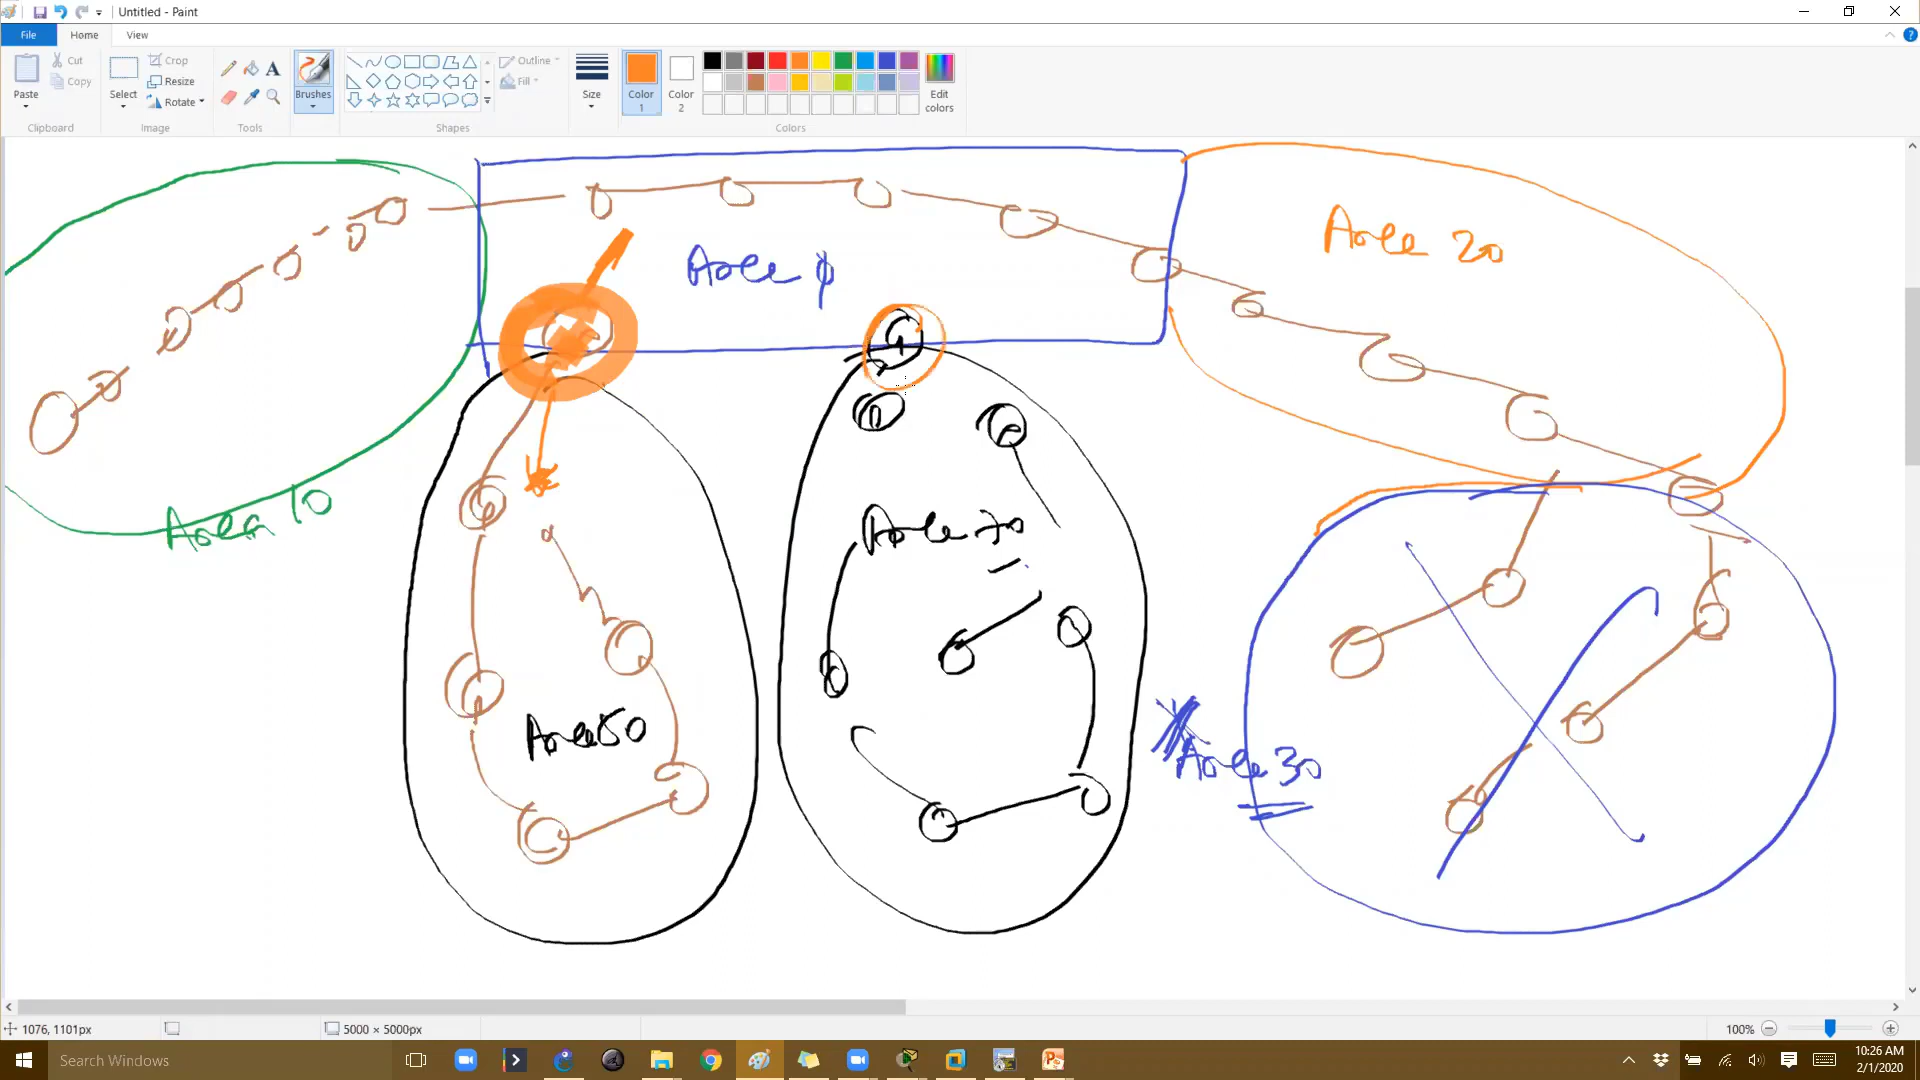 Untitled - Paint
File
Home
View
Paste
Cut
Copy
Clipboard
Select
Crop
Resize
Rotate
Image
Tools
Brushes
Shapes
Outline
Fill
Size
Color 1
Color 2
Edit colors
Colors
Area 0
Area 20
Area 10
Area 50
Area 30
1076, 1101px
5000 × 5000px
100%
Search Windows
10:26 AM
2/1/2020